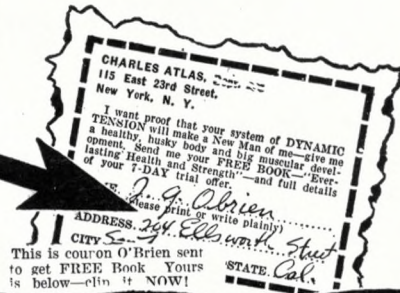 CHARLES ATLAS,
115 East 23rd Street,
New York, N. Y.
I want proof that your system of DYNAMIC
TENSION will make a New Man of me—give me
a healthy, husky body and big muscular devel-
opment. Send me your FREE BOOK—"Ever-
lasting Health and Strength"—and full details
of your 7-DAY trial offer.
J. G. Obrien
(Please print or write plainly)
ADDRESS. 204 Ellsworth Street
CITY STATE. Cal.
This is coupon O'Brien sent
to get FREE Book Yours
is below—clip it NOW!